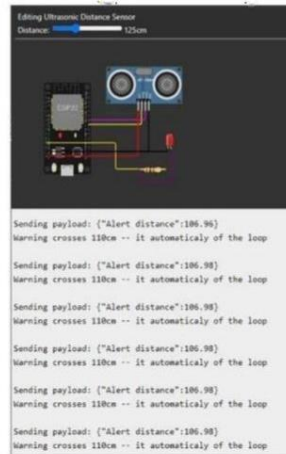 Editing Ultrasonic Distance Sensor
Distance: 125cm
ESP32
Sending payload: {"Alert distance":106.96}
Warning crosses 110cm -- it automaticaly of the loop
Sending payload: {"Alert distance":106.98}
Warning crosses 110cm -- it automaticaly of the loop
Sending payload: {"Alert distance":106.98}
Warning crosses 110cm -- it automaticaly of the loop
Sending payload: {"Alert distance":106.98}
Warning crosses 110cm -- it automaticaly of the loop
Sending payload: {"Alert distance":106.98}
Warning crosses 110cm -- it automaticaly of the loop
Sending payload: {"Alert distance":106.98}
Warning crosses 110cm -- it automaticaly of the loop